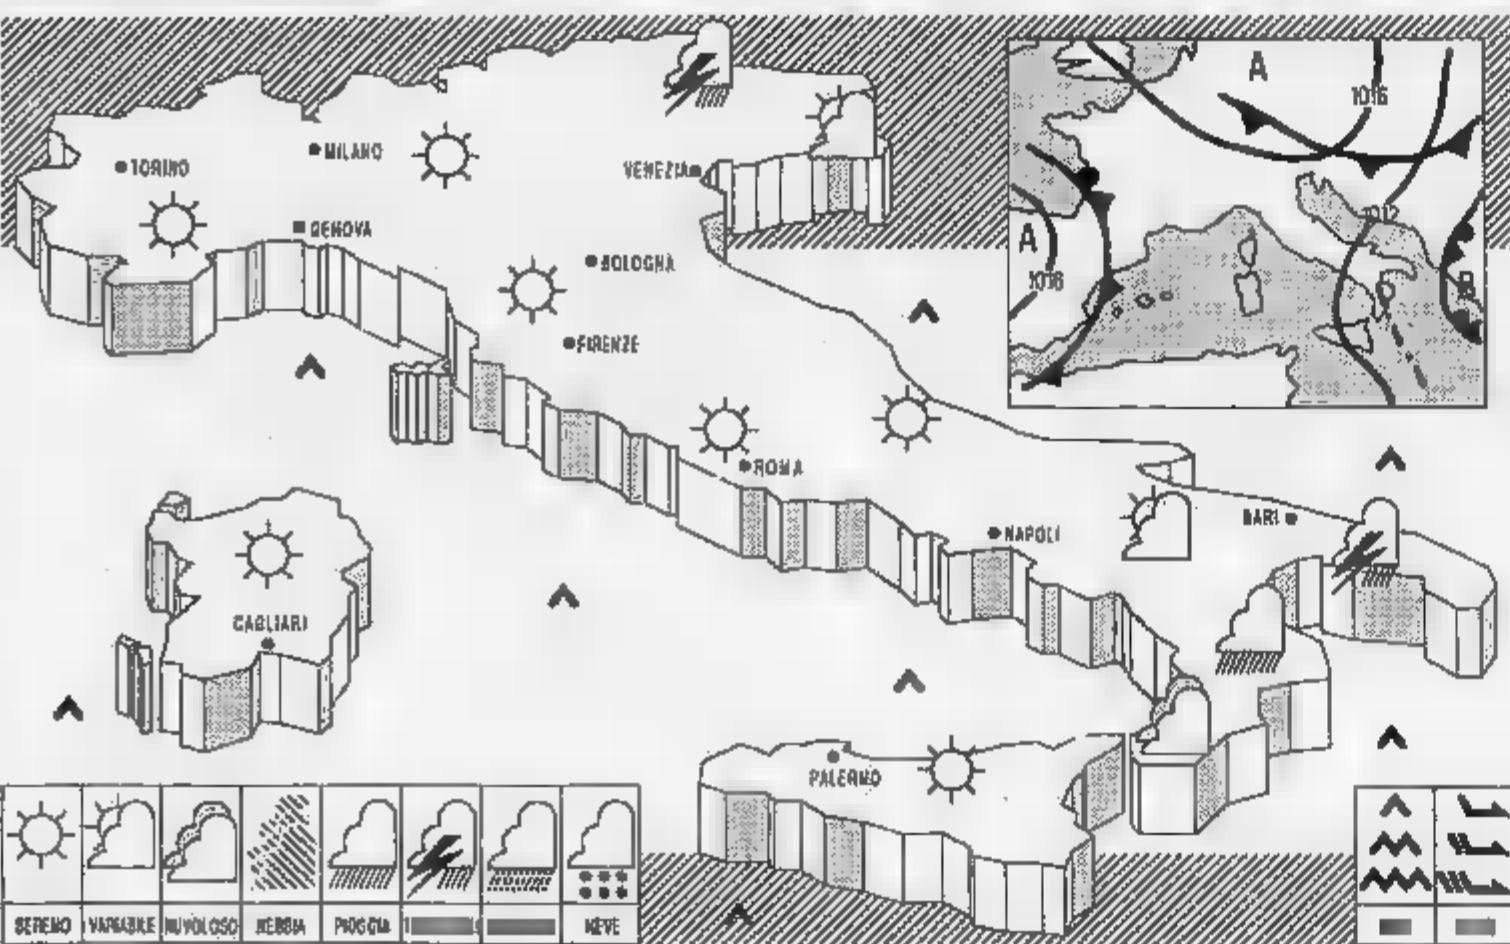 A
1016
MILANO
TORINO
VENEZIA
1012
GENOVA
A
BOLOGNA
1016
B
FIRENZE
ROMA
BARI
NAPOLI
CAGLIARI
PALERMO
SERENO
VARIABILE
NUVOLOSO
NEBBIA
PIOGGIA
NEVE